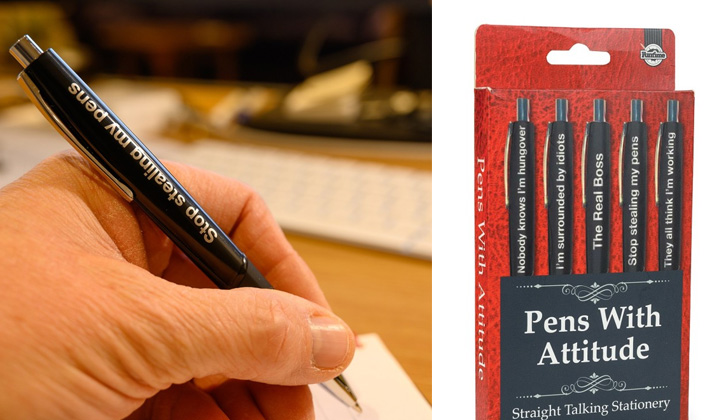 Stop stealing my pens
Runtime
Nobody knows I'm hungover
I'm surrounded by idiots
The Real Boss
Stop stealing my pens
They all think I'm working
Pens With Attitude
Pens With
Attitude
Straight Talking Stationery